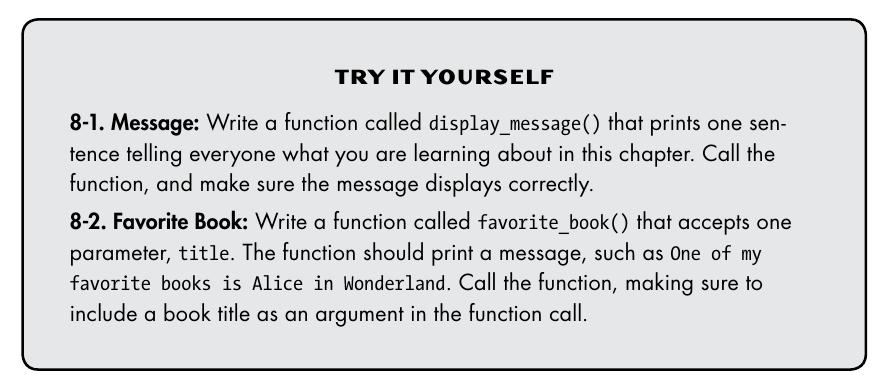 TRY IT YOURSELF
8-1. Message: Write a function called display_message() that prints one sen-
tence telling everyone what you are learning about in this chapter. Call the
function, and make sure the message displays correctly.
8-2. Favorite Book: Write a function called favorite_book() that accepts one
parameter, title. The function should print a message, such as One of my
favorite books is Alice in Wonderland. Call the function, making sure to
include a book title as an argument in the function call.